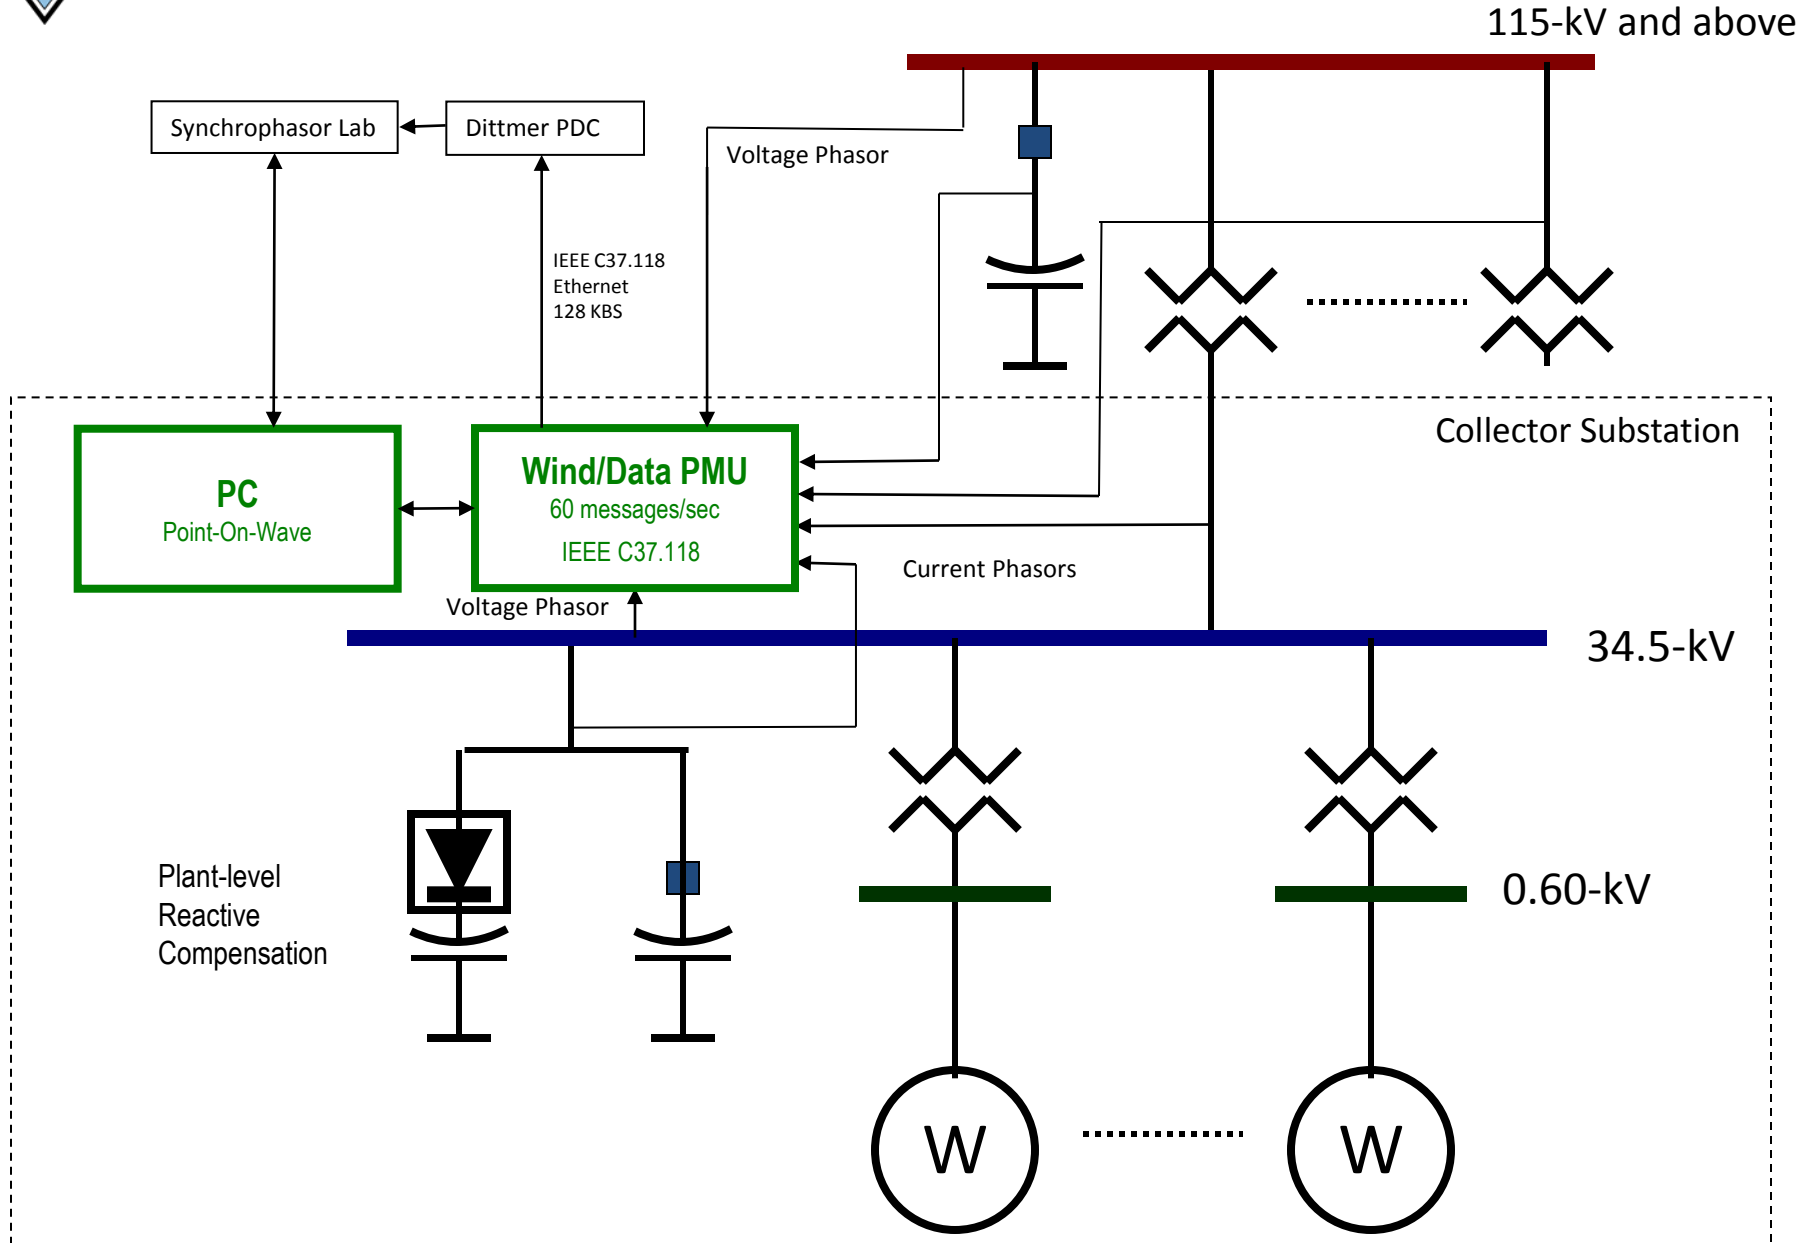 115-kV and above
Synchrophasor Lab
Dittmer PDC
Voltage Phasor
IEEE C37.118
Ethernet
128 KBS
Collector Substation
PC
Point-On-Wave
Wind/Data PMU
60 messages/sec
IEEE C37.118
Current Phasors
Voltage Phasor
34.5-kV
Plant-level
Reactive
Compensation
0.60-kV
W
W